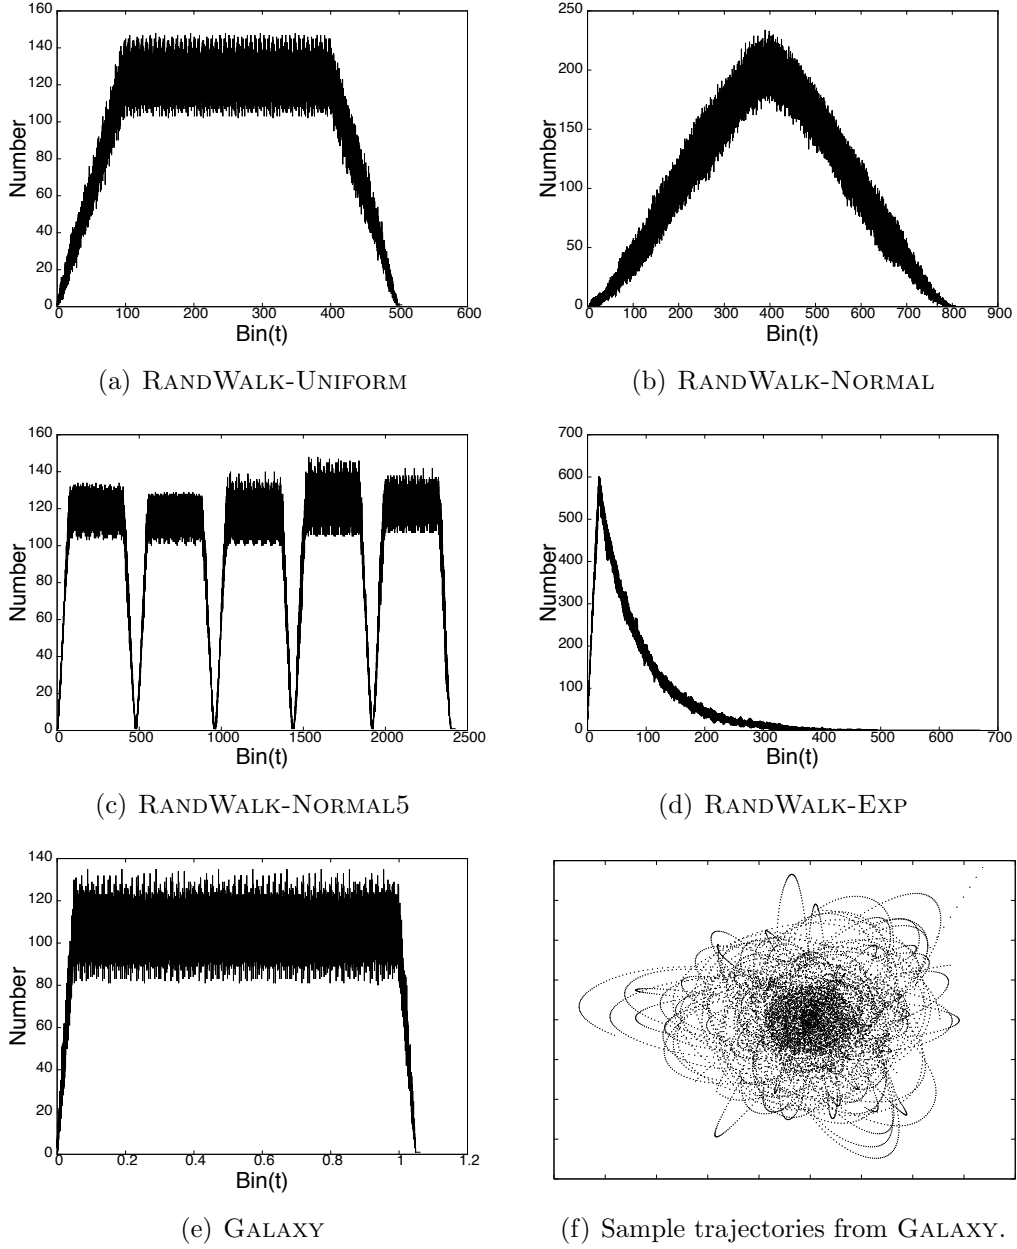 160
140
120
100
80
60
40
20
0
Number
0 100 200 300 400 500 600
Bin(t)
(a) RANDWALK-UNIFORM
250
200
150
100
50
0
Number
0 100 200 300 400 500 600 700 800 900
Bin(t)
(b) RANDWALK-NORMAL
160
140
120
100
80
60
40
20
0
Number
0 500 1000 1500 2000 2500
Bin(t)
(c) RANDWALK-NORMAL5
700
600
500
400
300
200
100
0
Number
0 100 200 300 400 500 600 700
Bin(t)
(d) RANDWALK-EXP
140
120
100
80
60
40
20
0
Number
0 0.2 0.4 0.6 0.8 1 1.2
Bin(t)
(e) GALAXY
(f) Sample trajectories from GALAXY.